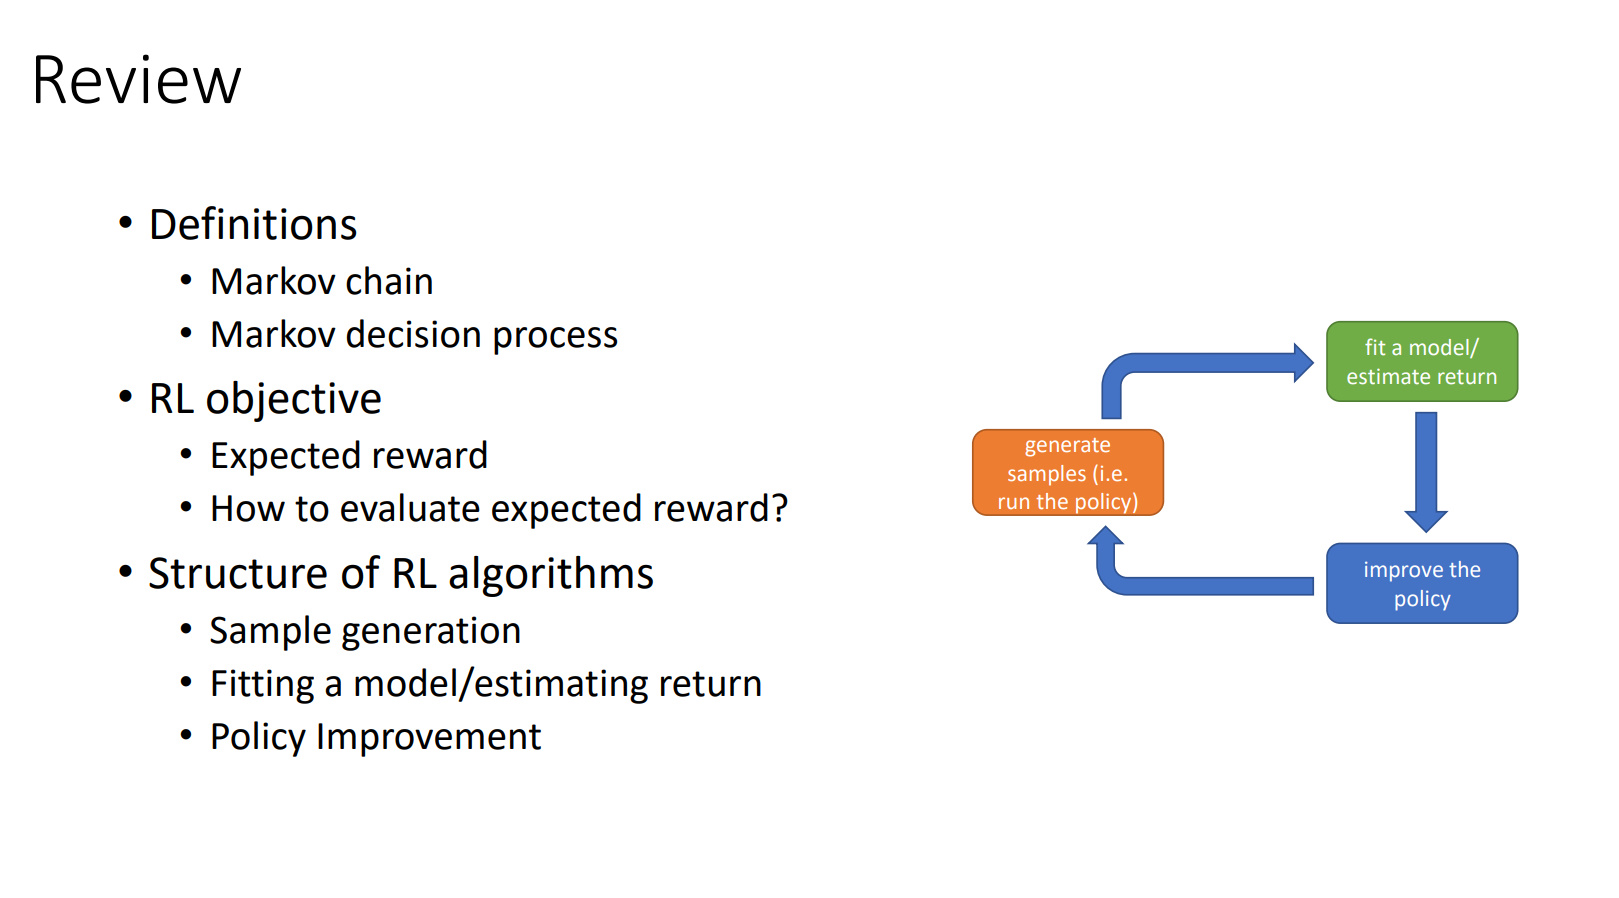 Review
• Definitions
• Markov chain
• Markov decision process
• RL objective
• Expected reward
• How to evaluate expected reward?
• Structure of RL algorithms
• Sample generation
• Fitting a model/estimating return
• Policy Improvement
generate
samples (i.e.
run the policy)
fit a model/
estimate return
improve the
policy